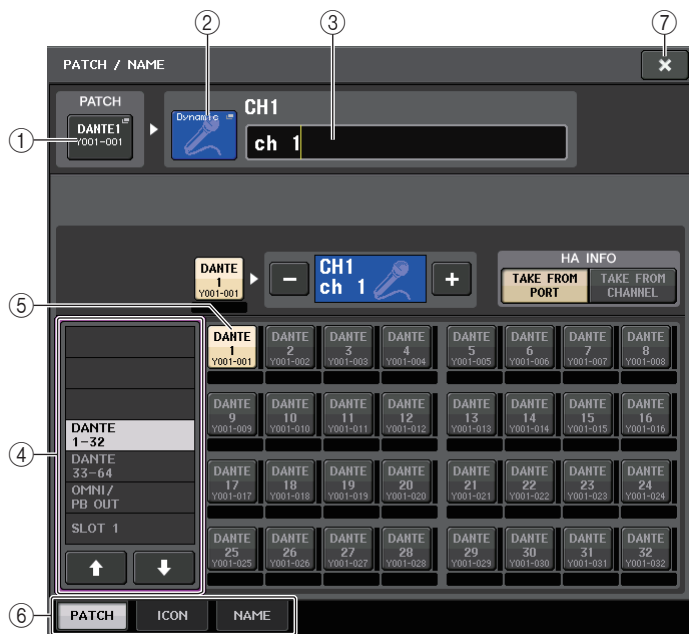 ① ② ③ ④ ⑤ ⑥ ⑦
PATCH / NAME
×
PATCH
DANTE1
Y001-001
Dynamic
CH1
ch 1
DANTE
1
Y001-001
−
CH1
ch 1
+
HA INFO
TAKE FROM
PORT
TAKE FROM
CHANNEL
DANTE
1-32
DANTE
33-64
OMNI/
PB OUT
SLOT 1
DANTE DANTE DANTE DANTE DANTE DANTE DANTE DANTE
1 2 3 4 5 6 7 8
Y001-001 Y001-002 Y001-003 Y001-004 Y001-005 Y001-006 Y001-007 Y001-008
DANTE DANTE DANTE DANTE DANTE DANTE DANTE DANTE
9 10 11 12 13 14 15 16
Y001-009 Y001-010 Y001-011 Y001-012 Y001-013 Y001-014 Y001-015 Y001-016
DANTE DANTE DANTE DANTE DANTE DANTE DANTE DANTE
17 18 19 20 21 22 23 24
Y001-017 Y001-018 Y001-019 Y001-020 Y001-021 Y001-022 Y001-023 Y001-024
DANTE DANTE DANTE DANTE DANTE DANTE DANTE DANTE
25 26 27 28 29 30 31 32
Y001-025 Y001-026 Y001-027 Y001-028 Y001-029 Y001-030 Y001-031 Y001-032
PATCH ICON NAME